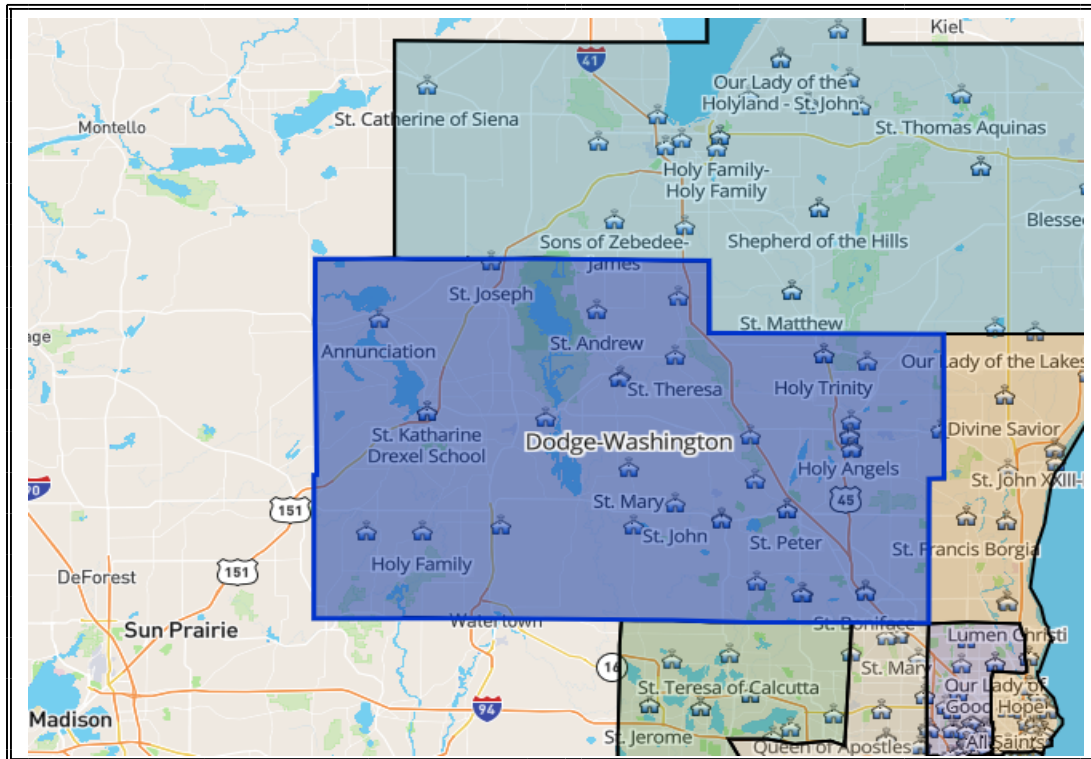 Kiel
41
Our Lady of the
Holyland - St. John
St. Catherine of Siena
Montello
St. Thomas Aquinas
Holy Family-
Holy Family
Blesse
Sons of Zebedee-
James
Shepherd of the Hills
St. Joseph
St. Matthew
age
Annunciation
St. Andrew
Our Lady of the Lakes
St. Theresa
Holy Trinity
Divine Savior
St. Katharine
Drexel School
Dodge-Washington
Holy Angels
St. John XXIII-
90
151
St. Mary
45
St. John
St. Peter
St. Francis Borgia
Holy Family
151
DeForest
Watertown
St. Boniface
Sun Prairie
Lumen Christi
16
St. Mary
St. Teresa of Calcutta
Our Lady of
Good Hope
94
Madison
St. Jerome
Queen of Apostles
All Saints